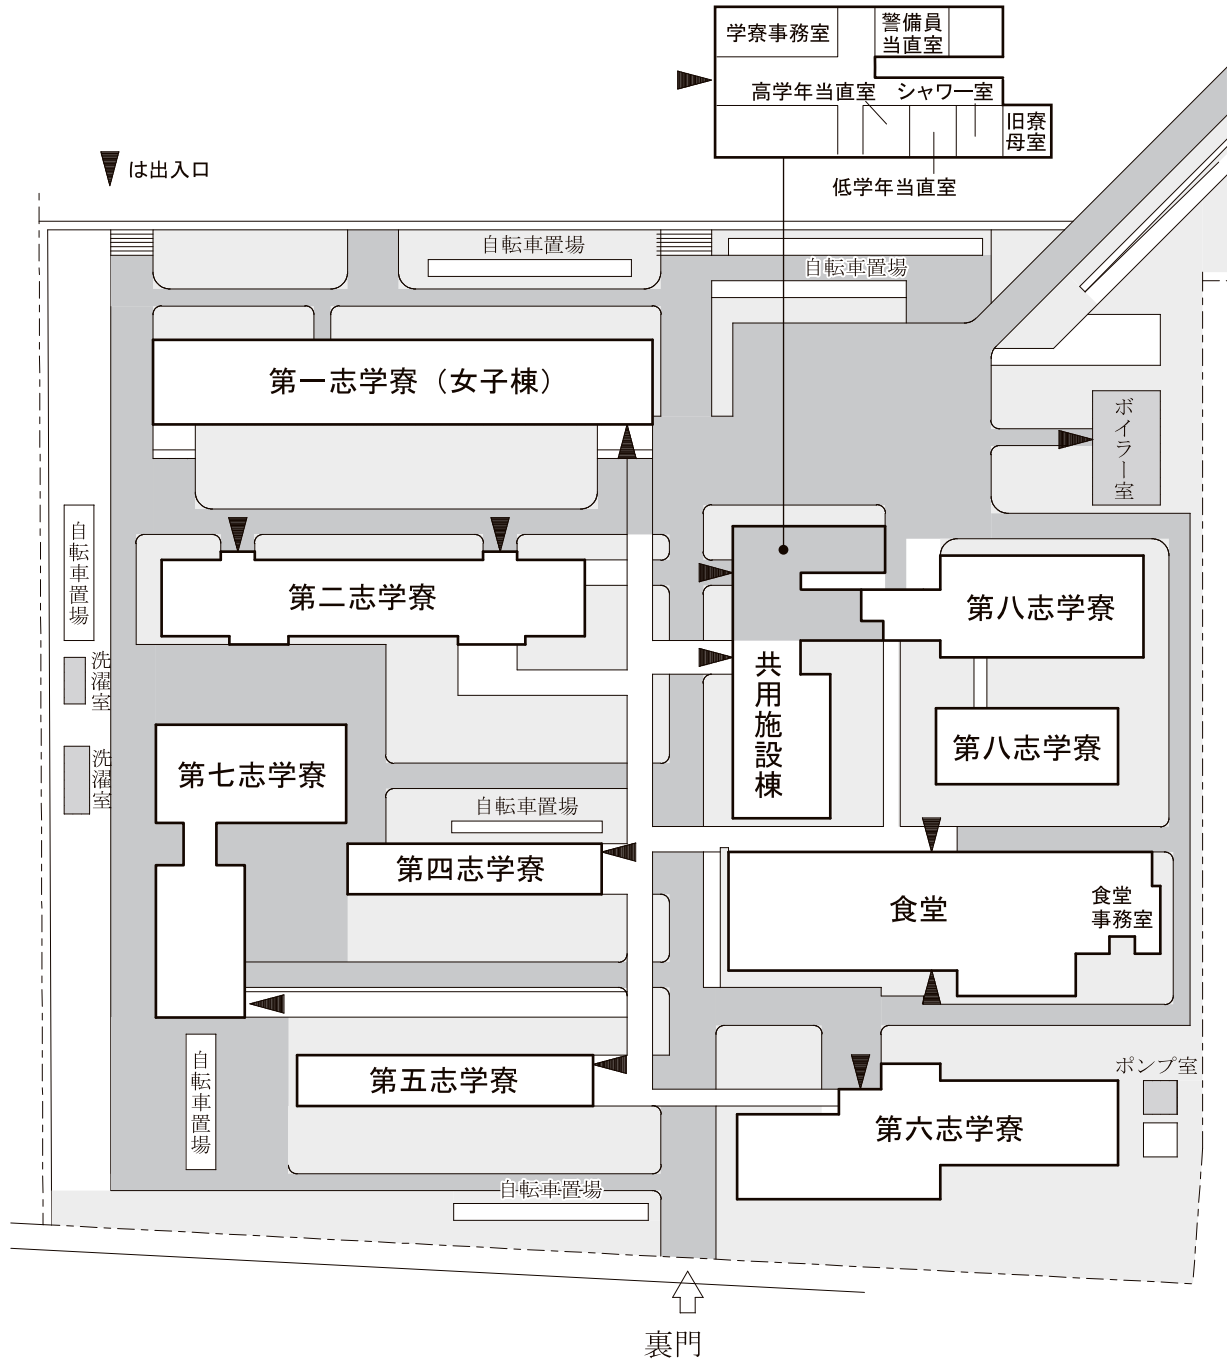 学寮事務室
警備員
当直室
高学年当直室
シャワー室
旧寮
母室
低学年当直室
は出入口
自転車置場
自転車置場
第一志学寮（女子棟）
ボイラー室
自転車置場
第二志学寮
第八志学寮
洗濯室
共用施設棟
第七志学寮
第八志学寮
洗濯室
自転車置場
第四志学寮
食堂
食堂
事務室
自転車置場
第五志学寮
ポンプ室
第六志学寮
自転車置場
裏門